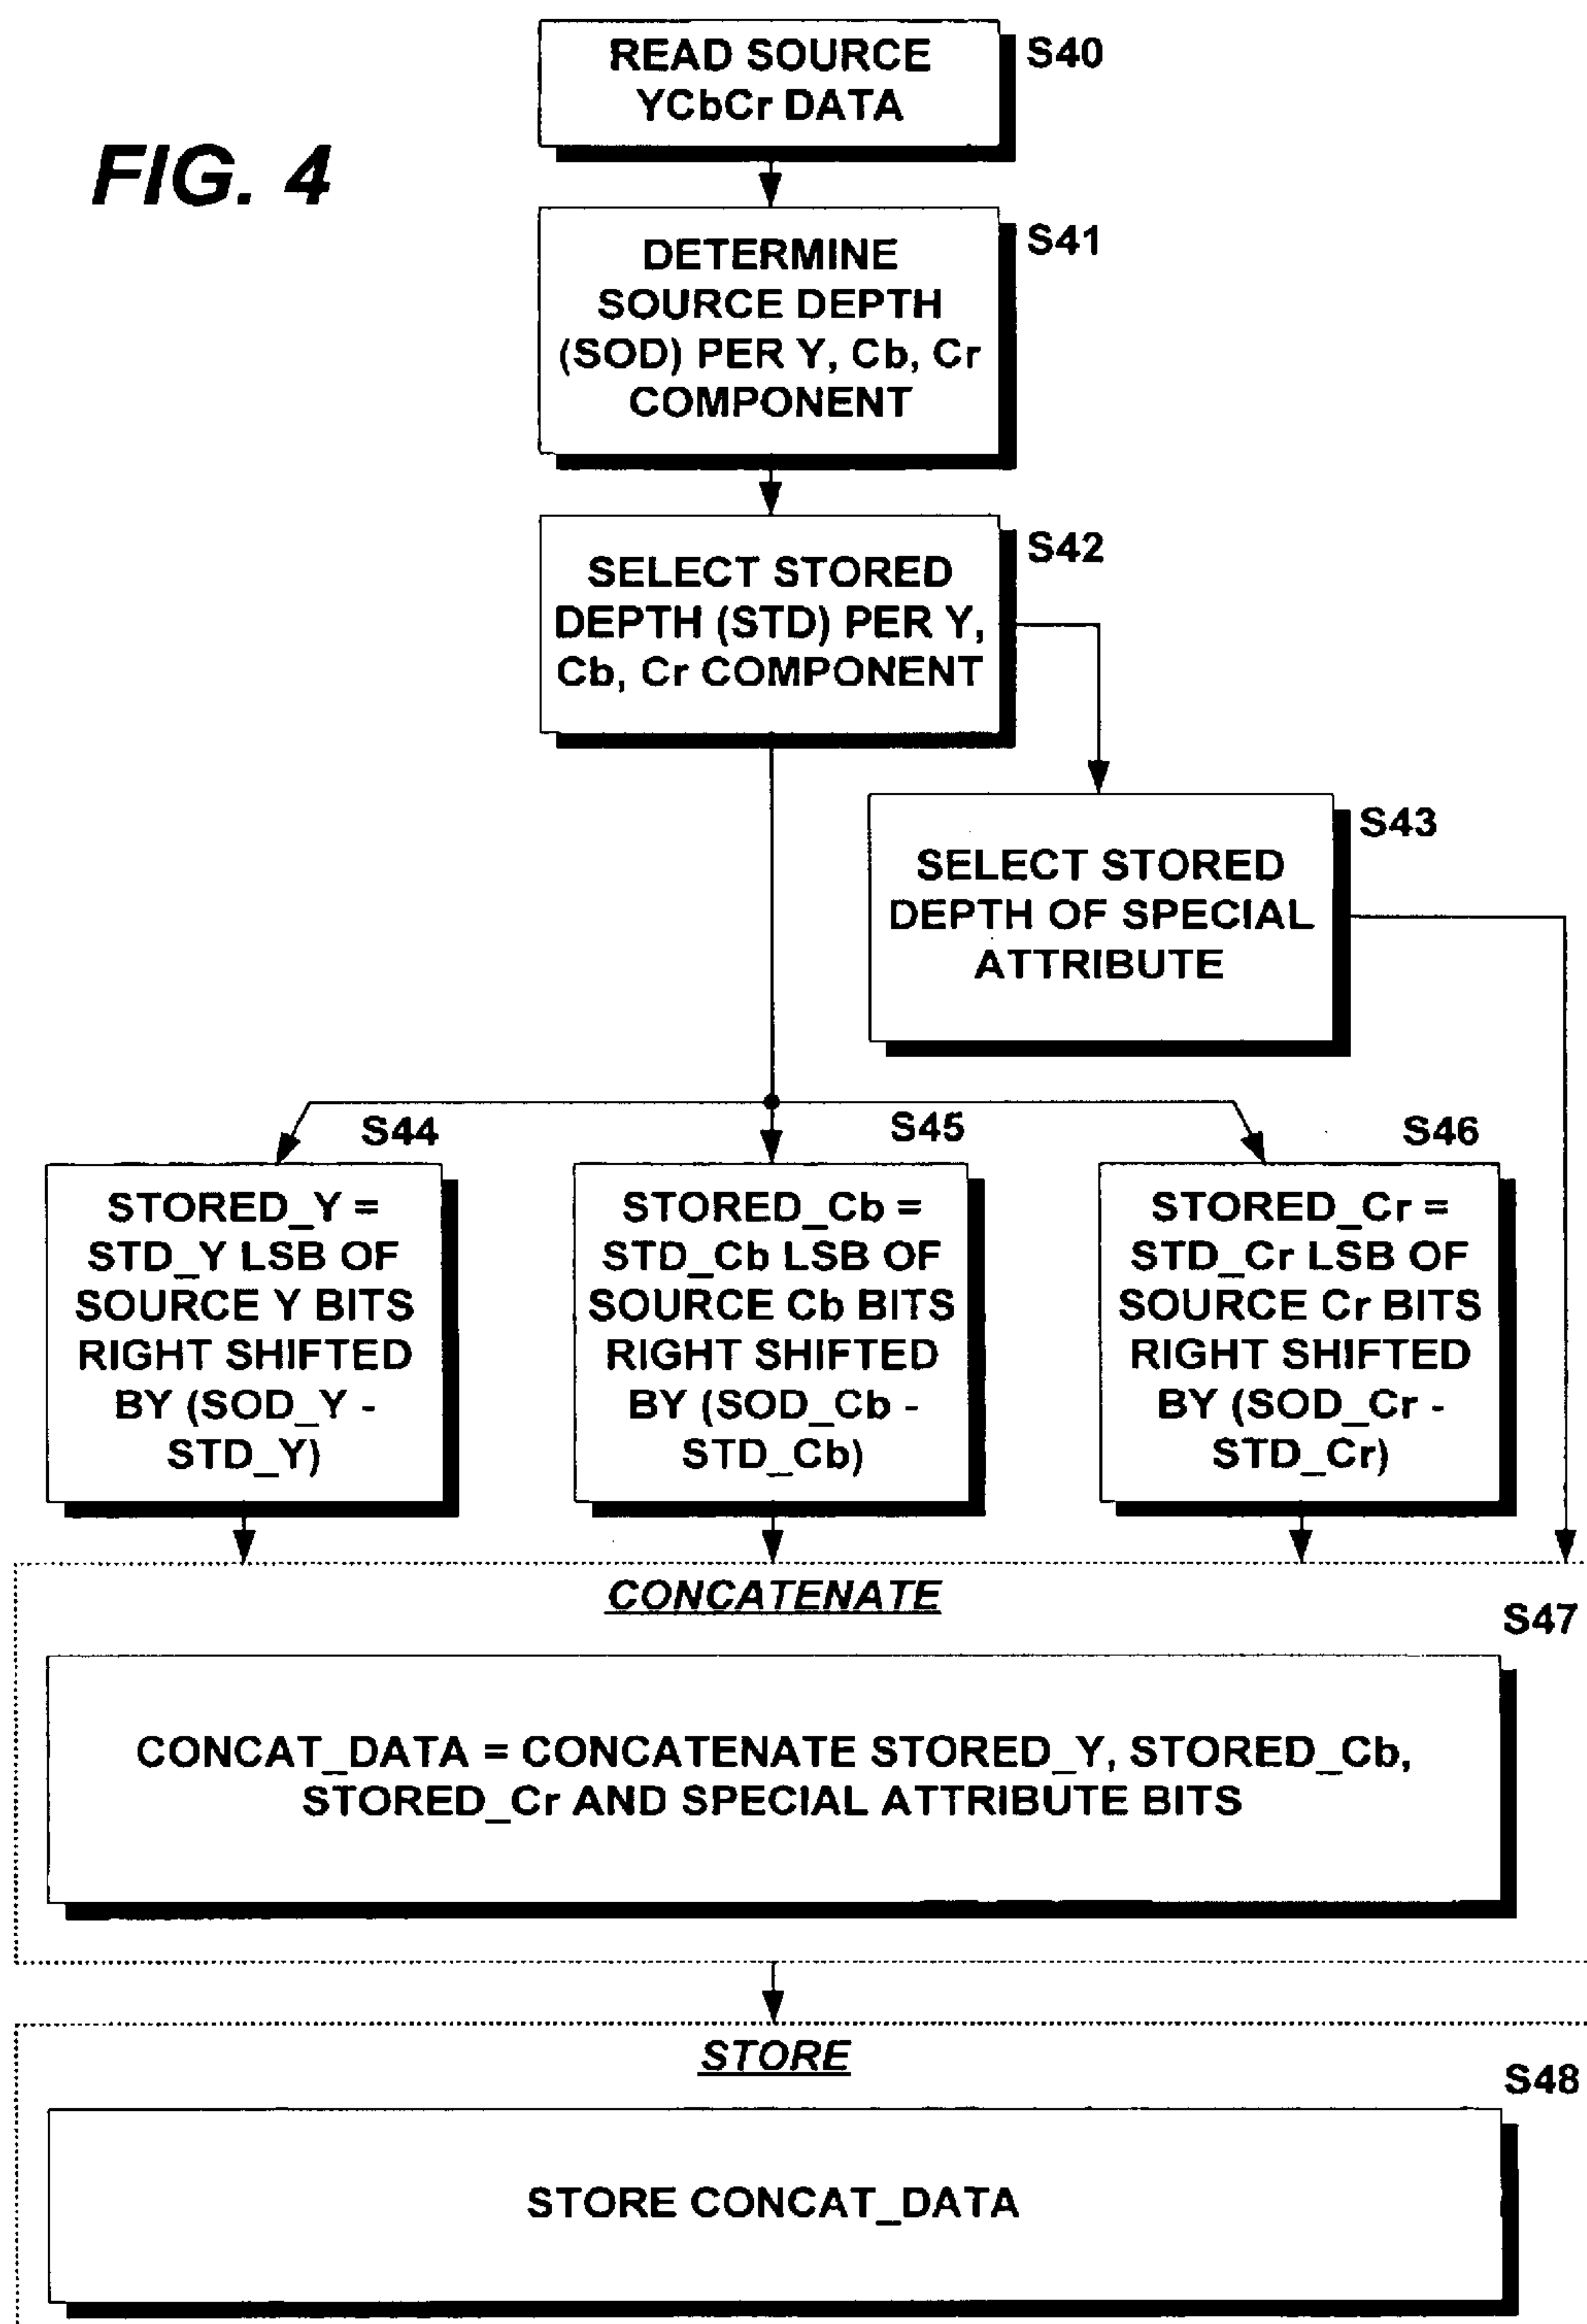 FIG. 4
READ SOURCE
YCbCr DATA
S40
DETERMINE
SOURCE DEPTH
(SOD) PER Y, Cb, Cr
COMPONENT
S41
SELECT STORED
DEPTH (STD) PER Y,
Cb, Cr COMPONENT
S42
SELECT STORED
DEPTH OF SPECIAL
ATTRIBUTE
S43
S44
STORED_Y =
STD_Y LSB OF
SOURCE Y BITS
RIGHT SHIFTED
BY (SOD_Y -
STD_Y)
S45
STORED_Cb =
STD_Cb LSB OF
SOURCE Cb BITS
RIGHT SHIFTED
BY (SOD_Cb -
STD_Cb)
S46
STORED_Cr =
STD_Cr LSB OF
SOURCE Cr BITS
RIGHT SHIFTED
BY (SOD_Cr -
STD_Cr)
CONCATENATE
S47
CONCAT_DATA = CONCATENATE STORED_Y, STORED_Cb,
STORED_Cr AND SPECIAL ATTRIBUTE BITS
STORE
S48
STORE CONCAT_DATA